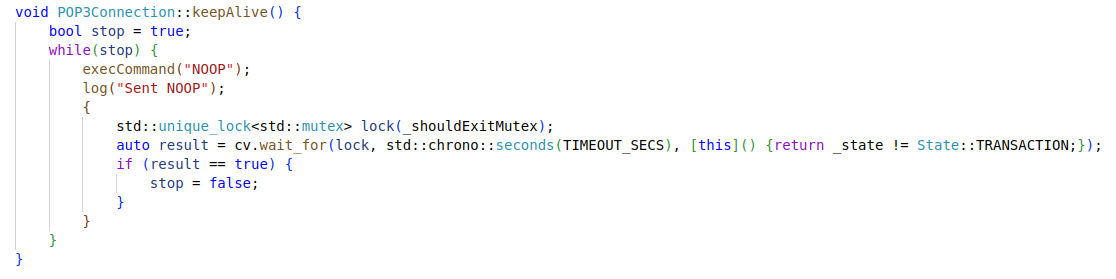 void POP3Connection::keepAlive() {
    bool stop = true;
    while(stop) {
        execCommand("NOOP");
        log("Sent NOOP");
        {
            std::unique_lock<std::mutex> lock(_shouldExitMutex);
            auto result = cv.wait_for(lock, std::chrono::seconds(TIMEOUT_SECS), [this]() {return _state != State::TRANSACTION;});
            if (result == true) {
                stop = false;
            }
        }
    }
}